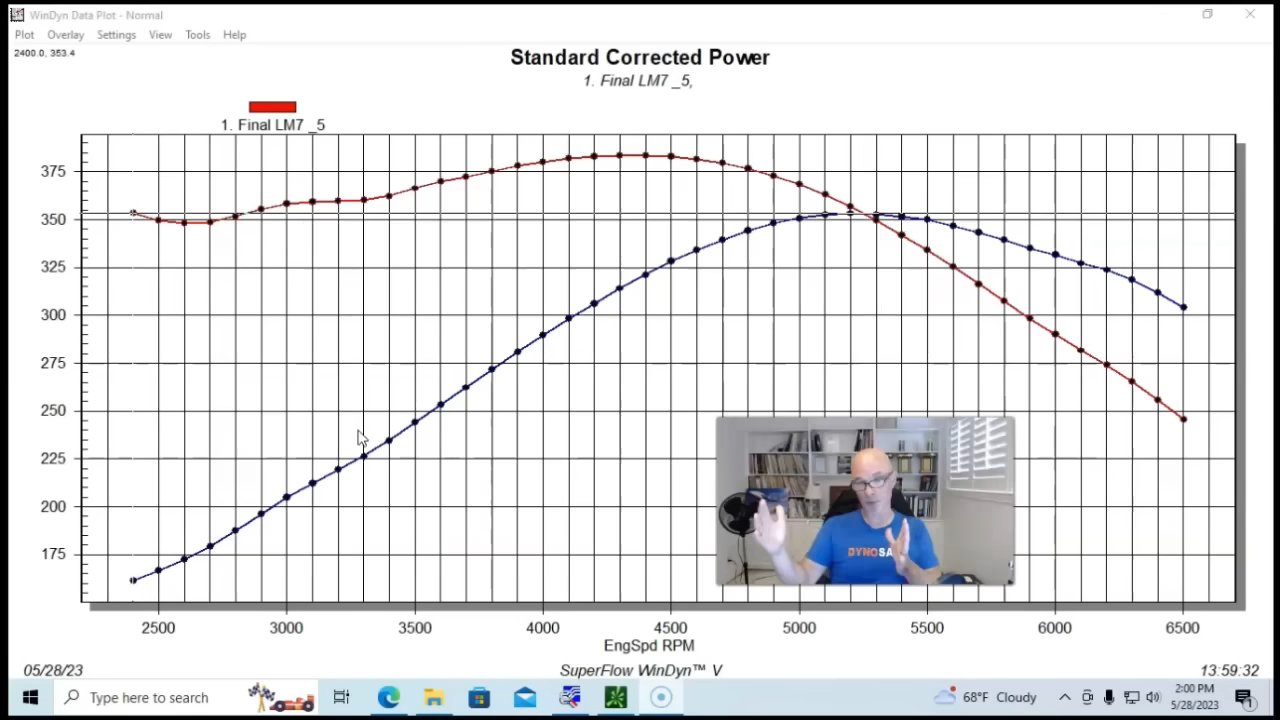 WinDyn Data Plot - Normal
Plot Overlay Settings View Tools Help
2400.0, 353.4
Standard Corrected Power
1. Final LM7 _5,
1. Final LM7 _5
375
350
325
300
275
250
225
200
175
DYNOSA
2500 3000 3500 4000 4500 5000 5500 6000 6500
EngSpd RPM
05/28/23 SuperFlow WinDyn™ V 13:59:32
Type here to search 68°F Cloudy 2:00 PM
5/28/2023 1